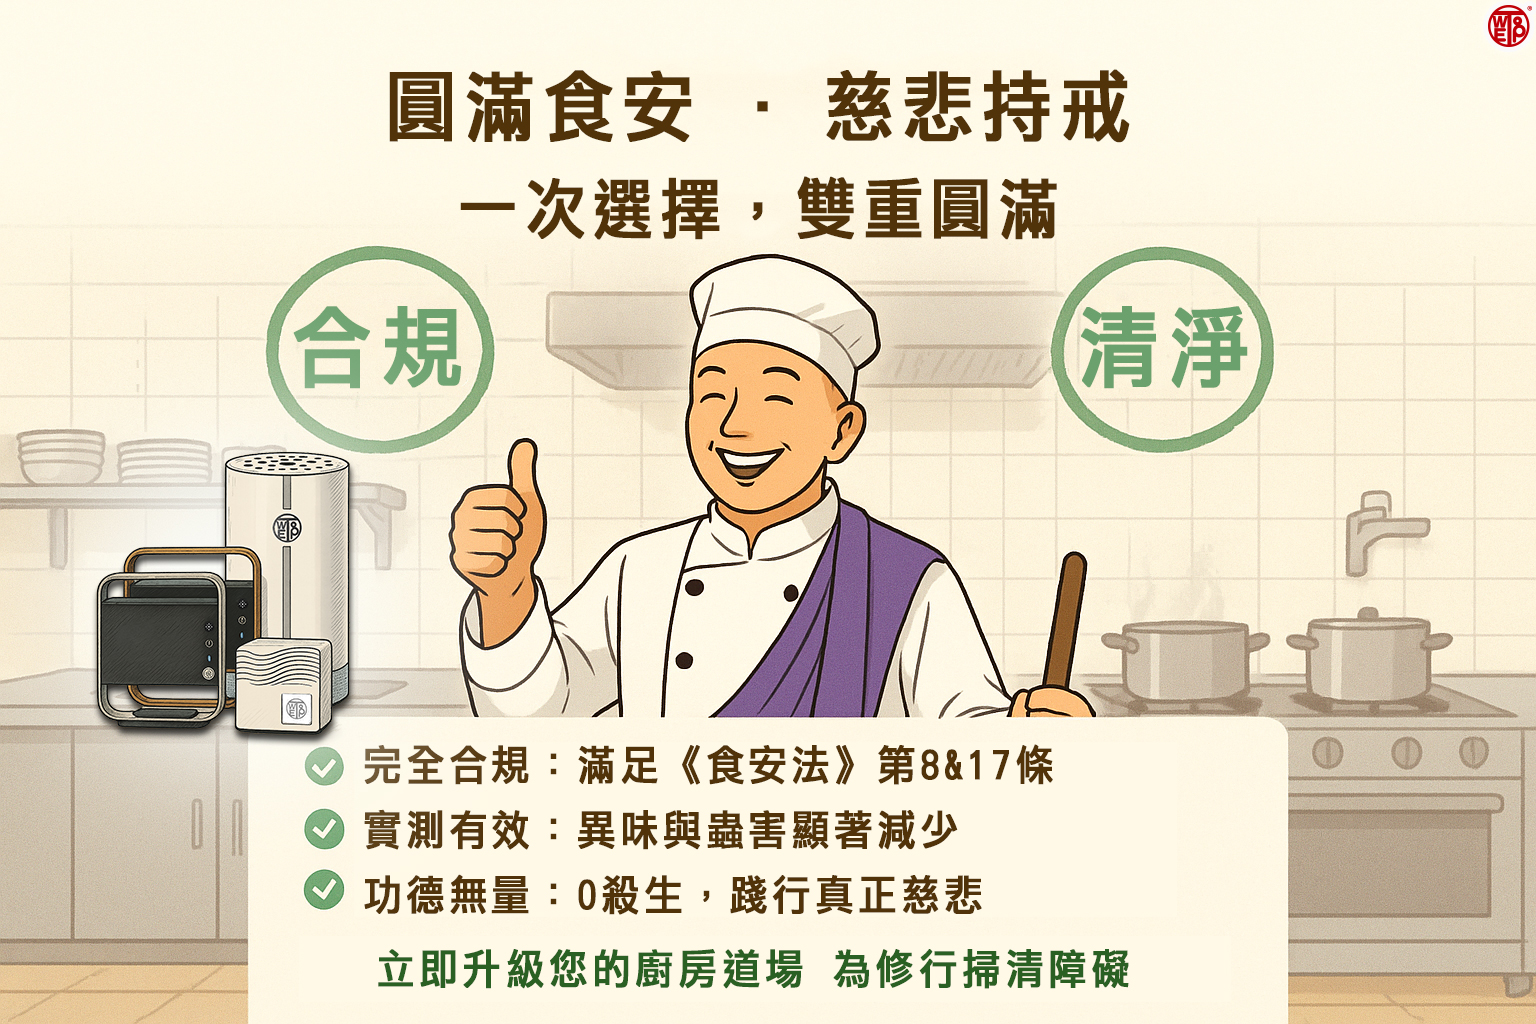 圓滿食安 · 慈悲持戒
一次選擇，雙重圓滿
合規
清淨
完全合規：滿足《食安法》第8&17條
實測有效：異味與蟲害顯著減少
功德無量：0殺生，踐行真正慈悲
立即升級您的廚房道場 為修行掃清障礙